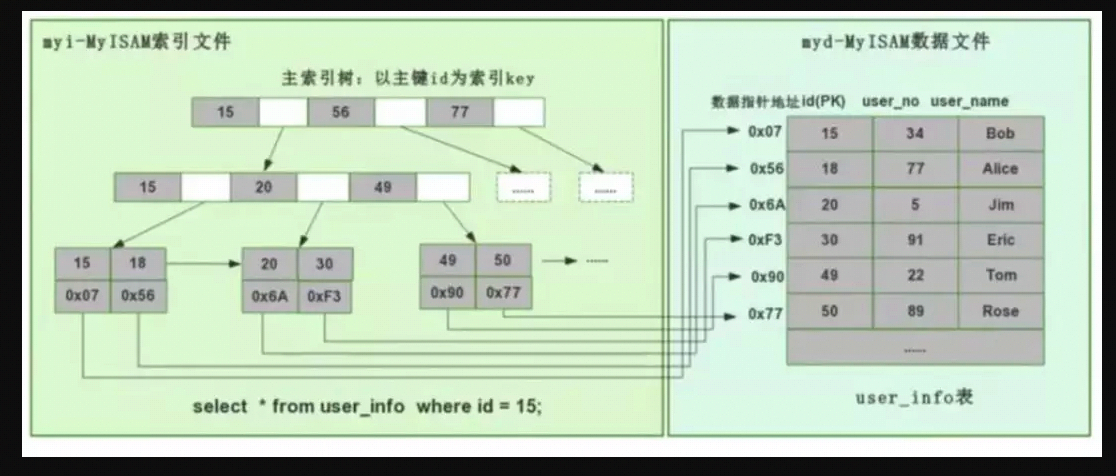 myi-MyISAM索引文件
主索引树：以主键id为索引key
15 56 77
15 20 49 ...... ......
15 18 20 30 49 50 ......
0x07 0x56 0x6A 0xF3 0x90 0x77
select * from user_info where id = 15;
myd-MyISAM数据文件
数据指针地址 id(PK) user_no user_name
0x07 15 34 Bob
0x56 18 77 Alice
0x6A 20 5 Jim
0xF3 30 91 Eric
0x90 49 22 Tom
0x77 50 89 Rose
......
user_info表